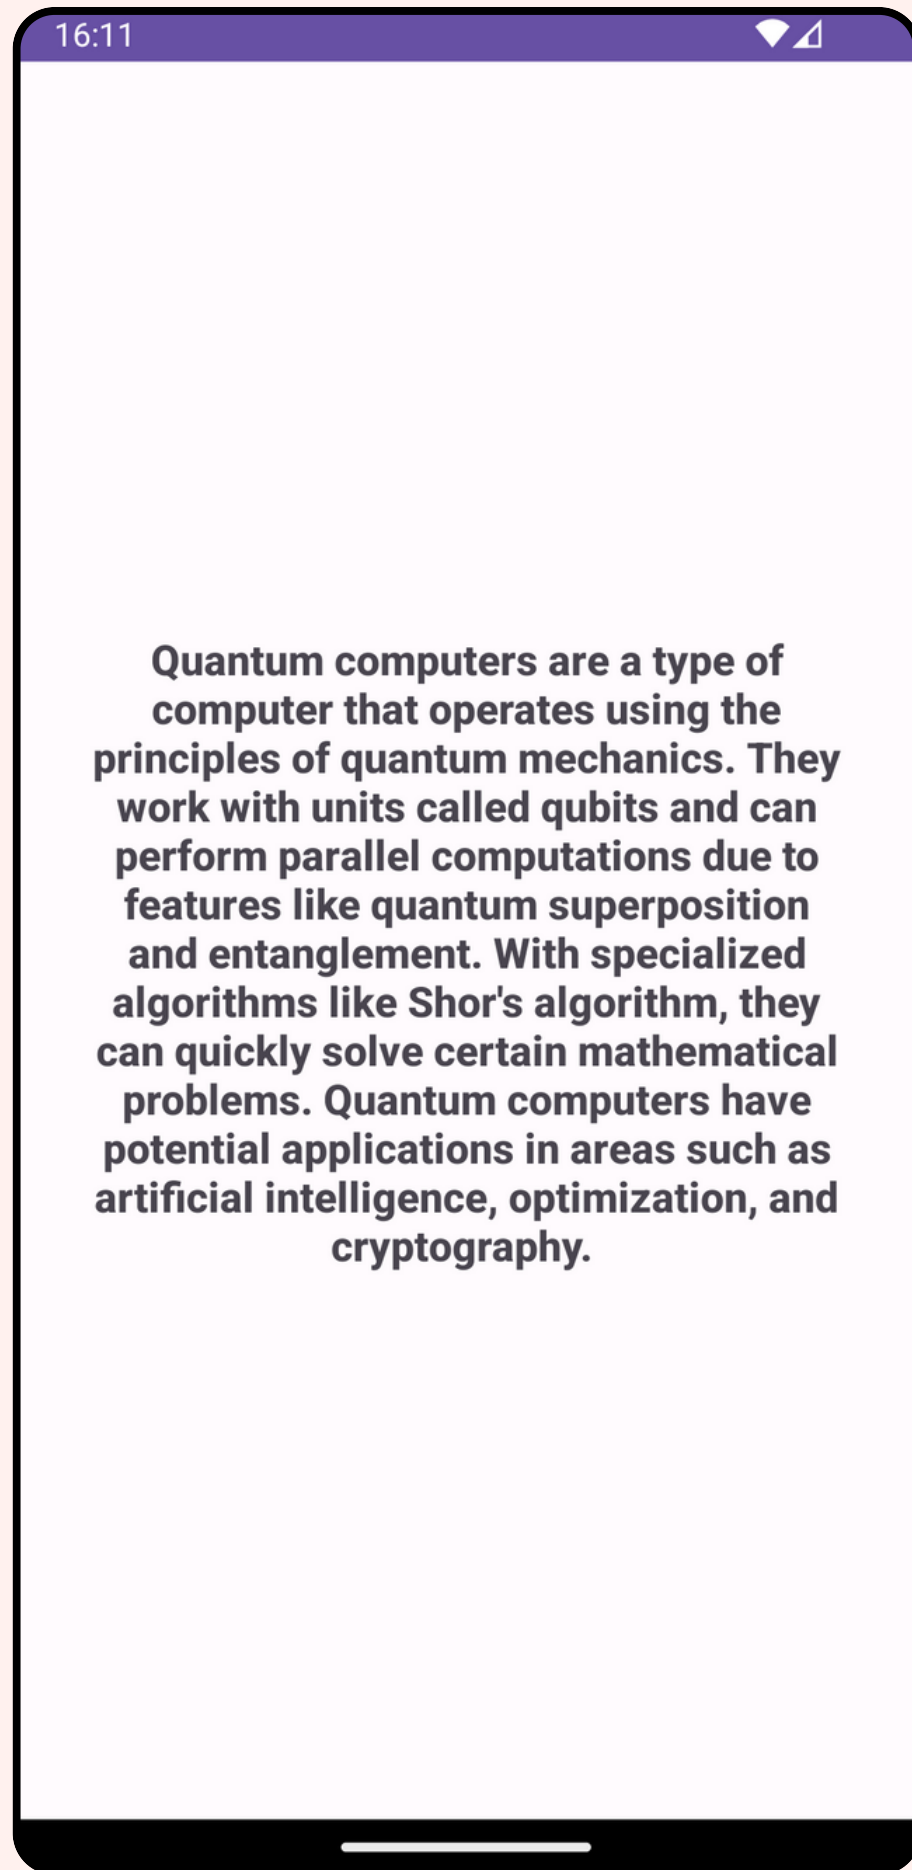 16:11
Quantum computers are a type of
computer that operates using the
principles of quantum mechanics. They
work with units called qubits and can
perform parallel computations due to
features like quantum superposition
and entanglement. With specialized
algorithms like Shor's algorithm, they
can quickly solve certain mathematical
problems. Quantum computers have
potential applications in areas such as
artificial intelligence, optimization, and
cryptography.